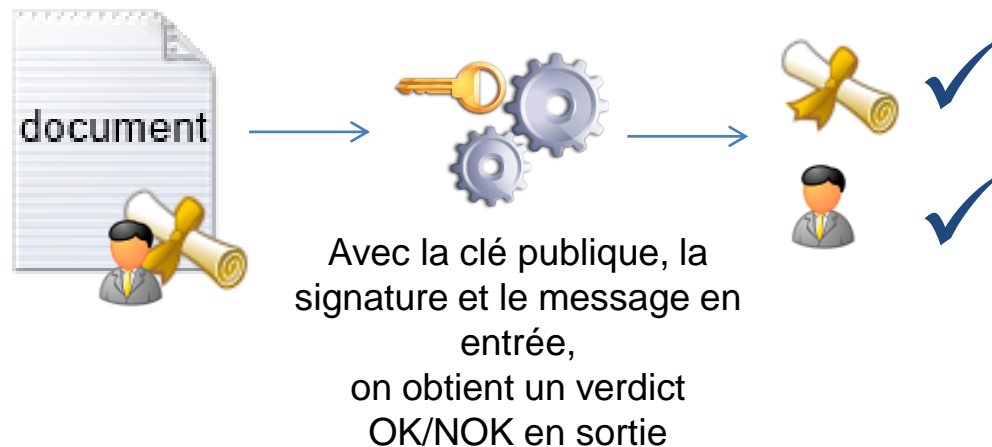 document
Avec la clé publique, la
signature et le message en
entrée,
on obtient un verdict
OK/NOK en sortie